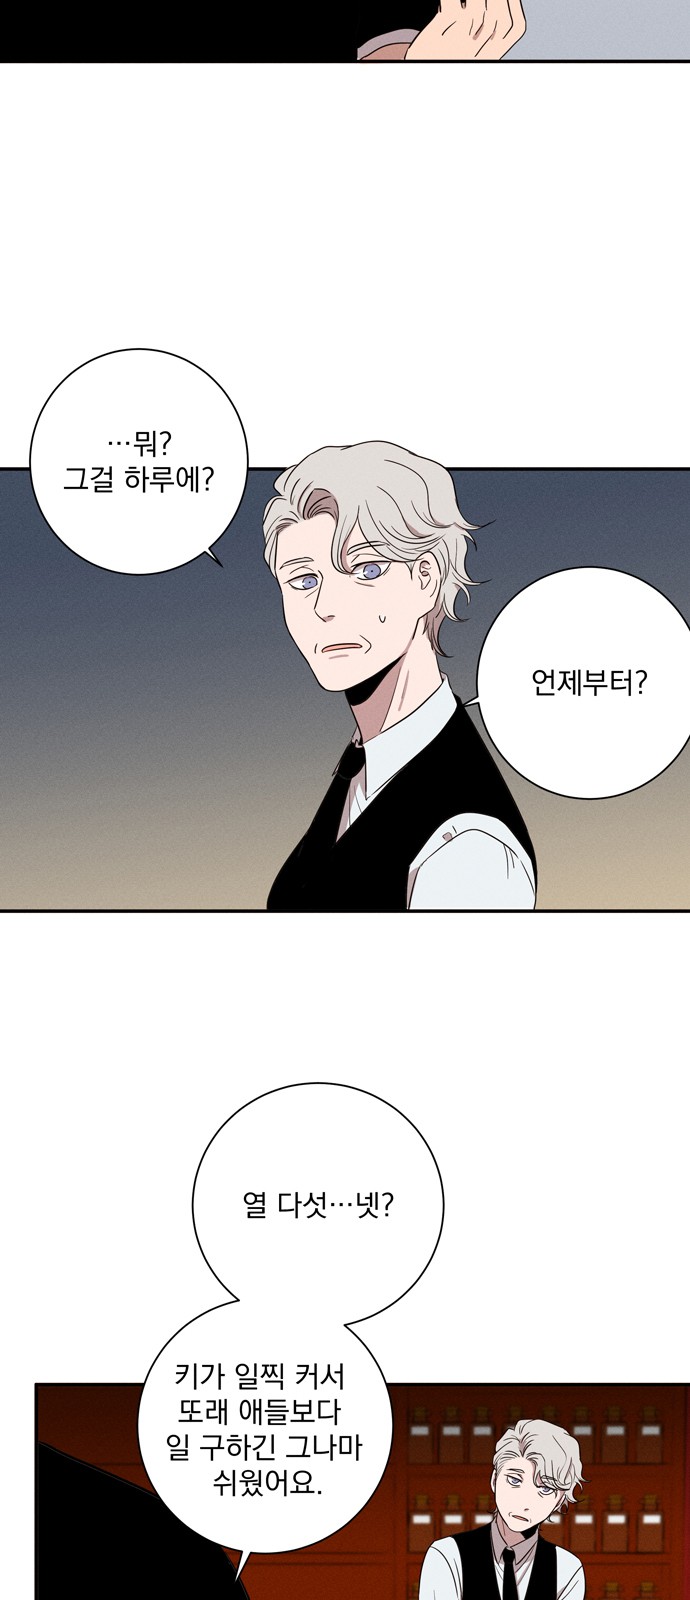 …뭐?
그걸 하루에?
언제부터?
열 다섯…넷?
키가 일찍 커서
또래 애들보다
일 구하긴 그나마
쉬웠어요.